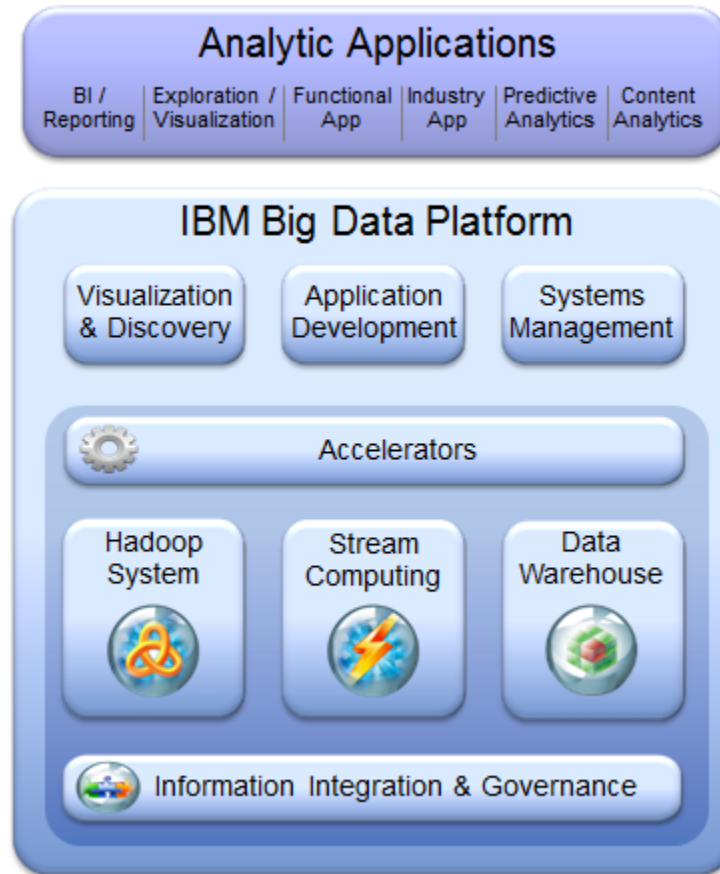 Analytic Applications
BI /
Reporting
Exploration /
Visualization
Functional
App
Industry
App
Predictive
Analytics
Content
Analytics
IBM Big Data Platform
Visualization
& Discovery
Application
Development
Systems
Management
Accelerators
Hadoop
System
Stream
Computing
Data
Warehouse
Information Integration & Governance